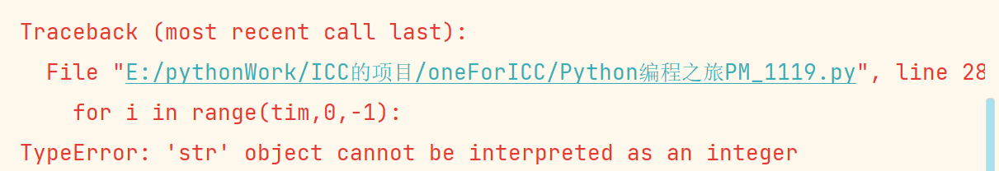 Traceback (most recent call last):
File "E:/pythonWork/ICC的项目/oneForICC/Python编程之旅PM_1119.py", line 28
for i in range(tim,0,-1):
TypeError: 'str' object cannot be interpreted as an integer